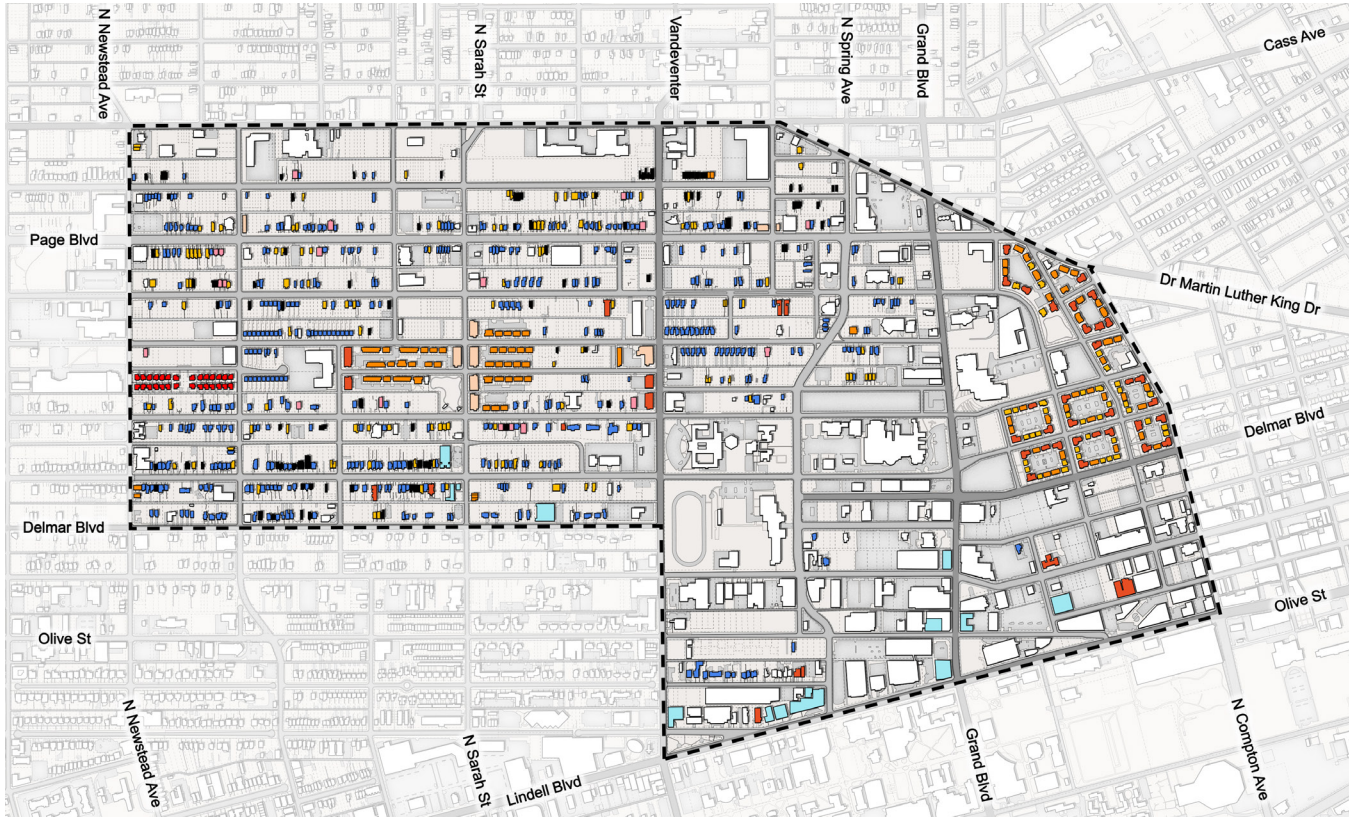 N Newstead Ave
N Sarah St
Vandeventer
N Spring Ave
Grand Blvd
Cass Ave
Page Blvd
Dr Martin Luther King Dr
Delmar Blvd
Delmar Blvd
Olive St
Olive St
N Newstead Ave
N Sarah St
Lindell Blvd
Grand Blvd
N Compton Ave